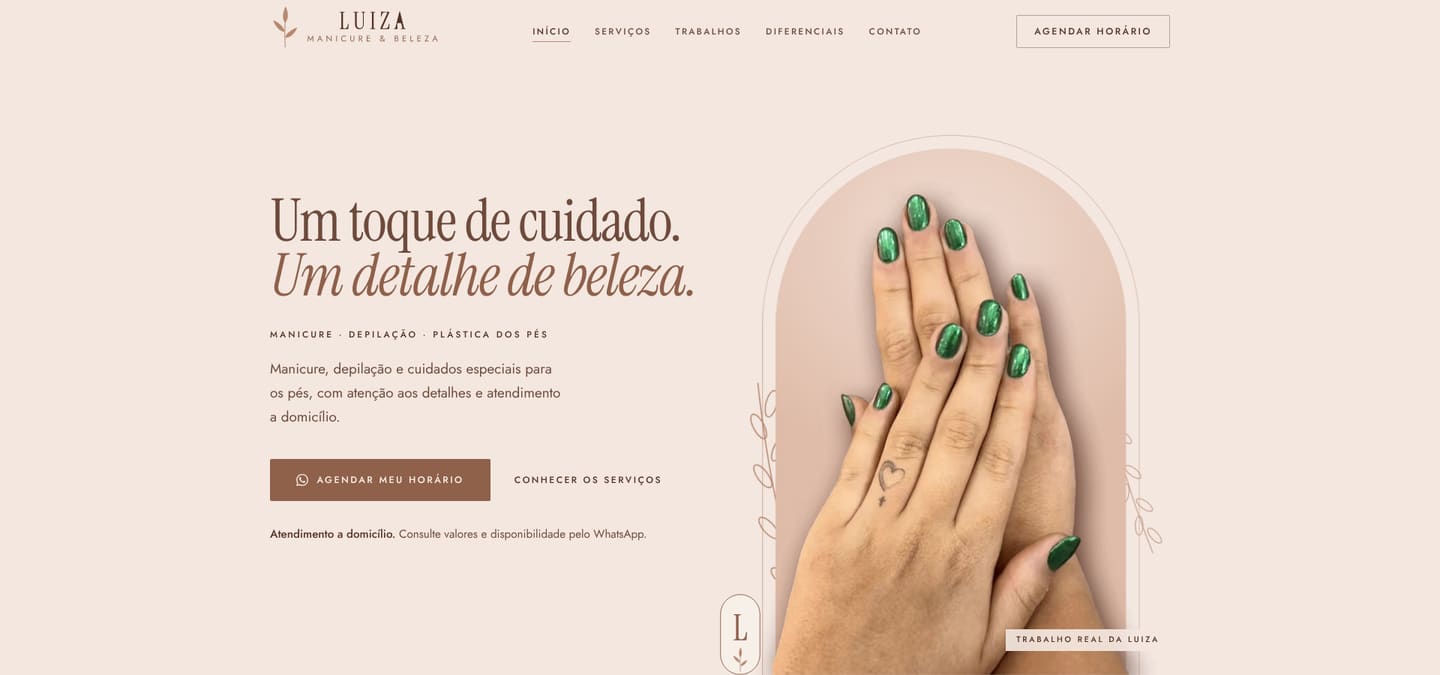 LUIZA
MANICURE & BELEZA
INÍCIO
SERVIÇOS
TRABALHOS
DIFERENCIAIS
CONTATO
AGENDAR HORÁRIO
Um toque de cuidado.
Um detalhe de beleza.
MANICURE · DEPILAÇÃO · PLÁSTICA DOS PÉS
Manicure, depilação e cuidados especiais para
os pés, com atenção aos detalhes e atendimento
a domicílio.
AGENDAR MEU HORÁRIO
CONHECER OS SERVIÇOS
Atendimento a domicílio. Consulte valores e disponibilidade pelo WhatsApp.
L
TRABALHO REAL DA LUIZA